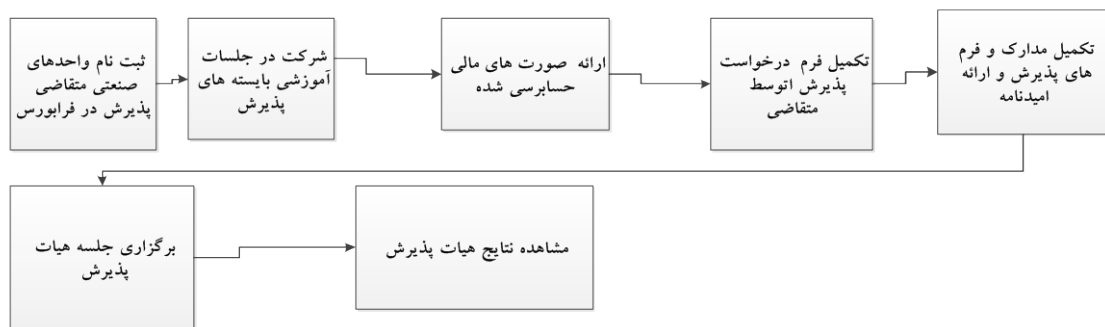 ثبت نام واحدهای
صنعتی متقاضی
پذیرش در فرابورس
شرکت در جلسات
آموزشی بایسته های
پذیرش
ارائه صورت های مالی
حسابرسی شده
تکمیل فرم درخواست
پذیرش اتوسط
متقاضی
تکمیل مدارک و فرم
های پذیرش و ارائه
امیدنامه
برگزاری جلسه هیات
پذیرش
مشاهده نتایج هیات پذیرش